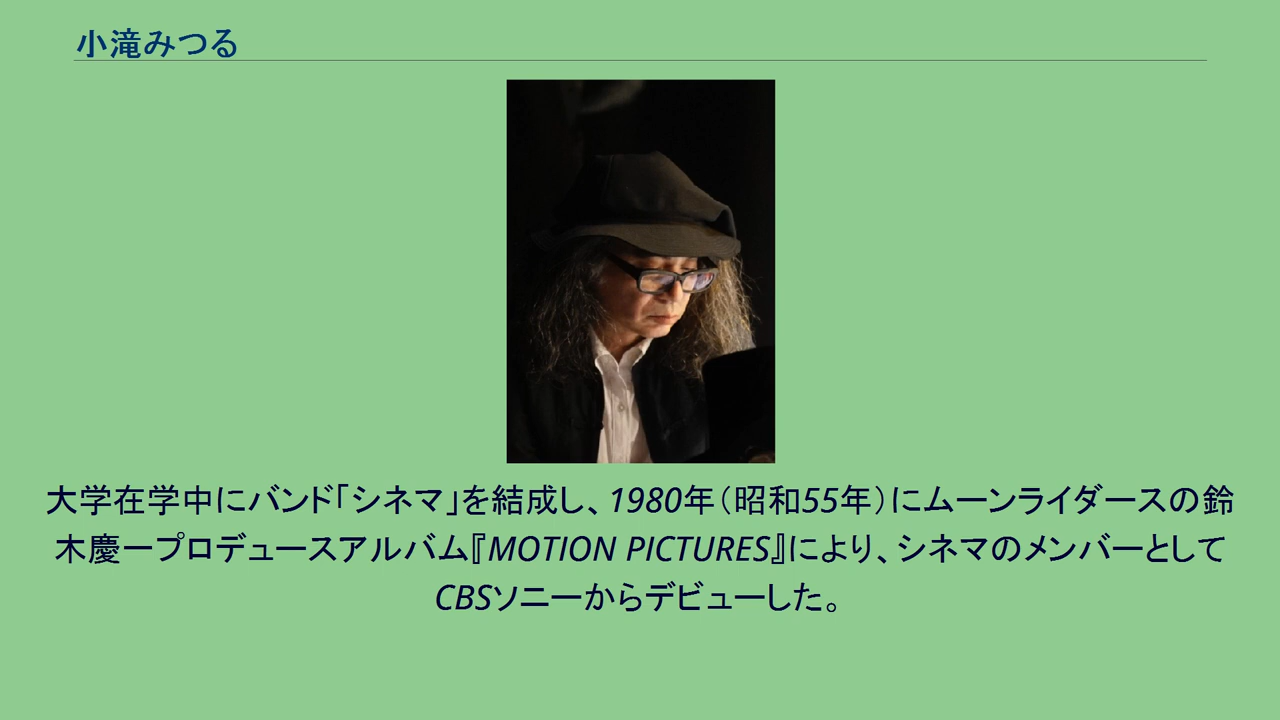 小滝みつる
大学在学中にバンド「シネマ」を結成し、1980年（昭和55年）にムーンライダースの鈴
木慶一プロデュースアルバム『MOTION PICTURES』により、シネマのメンバーとして
CBSソニーからデビューした。